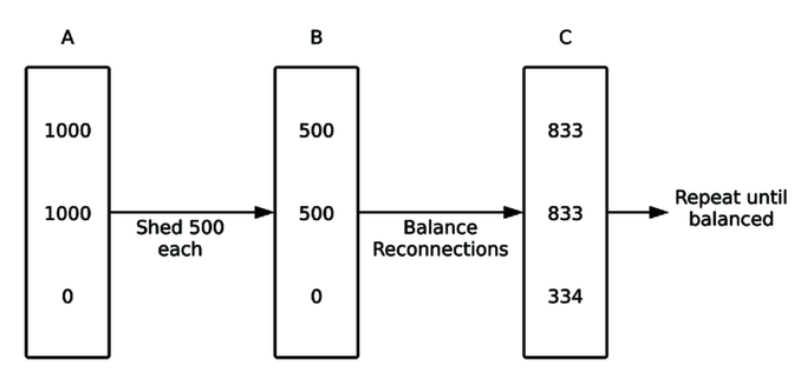 A
B
C
1000
1000
0
Shed 500
each
500
500
0
Balance
Reconnections
833
833
334
Repeat until
balanced